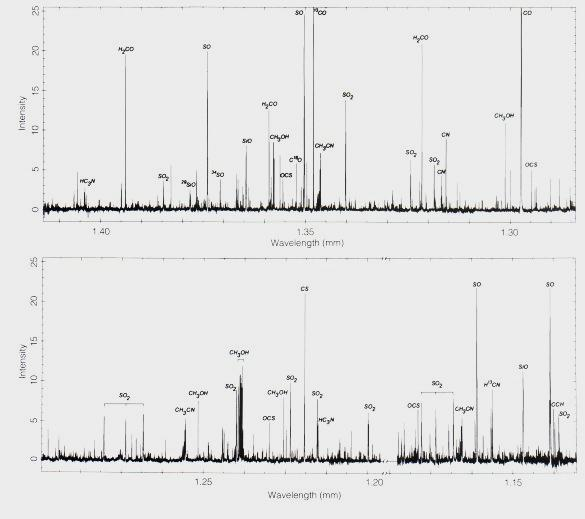 25
20
15
10
5
0
Intensity
SO
¹³CO
CO
H₂CO
SO
H₂CO
SO₂
H₂CO
CH₃OH
SiO
CH₃OH
CH₃CN
CN
SO₂
SO₂
OCS
HC₃N
SO₂
²⁹SiO
³⁴SO
OCS
C¹⁸O
CN
1.40
1.35
1.30
Wavelength (mm)
25
20
15
10
5
0
Intensity
CS
SO
SO
CH₃OH
SO₂
CH₃CN
CH₃OH
SO₂
OCS
CH₃OH
SO₂
SO₂
HC₃N
SO₂
OCS
SO₂
CH₃CN
H¹³CN
SiO
CCH
SO₂
1.25
1.20
1.15
Wavelength (mm)